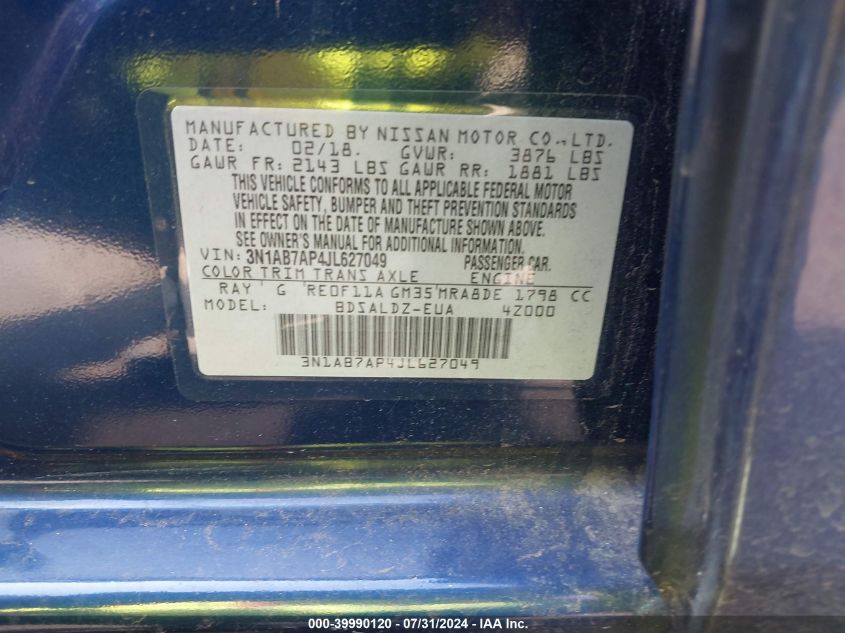 MANUFACTURED BY NISSAN MOTOR CO.,LTD.
DATE: 02/18. GVWR: 3876 LBS
GAWR FR: 2143 LBS GAWR RR: 1881 LBS
THIS VEHICLE CONFORMS TO ALL APPLICABLE FEDERAL MOTOR
VEHICLE SAFETY, BUMPER AND THEFT PREVENTION STANDARDS
IN EFFECT ON THE DATE OF MANUFACTURE SHOWN ABOVE.
SEE OWNER'S MANUAL FOR ADDITIONAL INFORMATION.
VIN: 3N1AB7AP4JL627049 PASSENGER CAR.
COLOR TRIM TRANS AXLE ENGINE
RAY G RE0F11A GM35 MRA8DE 1798 CC
MODEL: BDSALDZ-EUA 4Z000
3N1AB7AP4JL627049
000-39990120 - 07/31/2024 - IAA Inc.